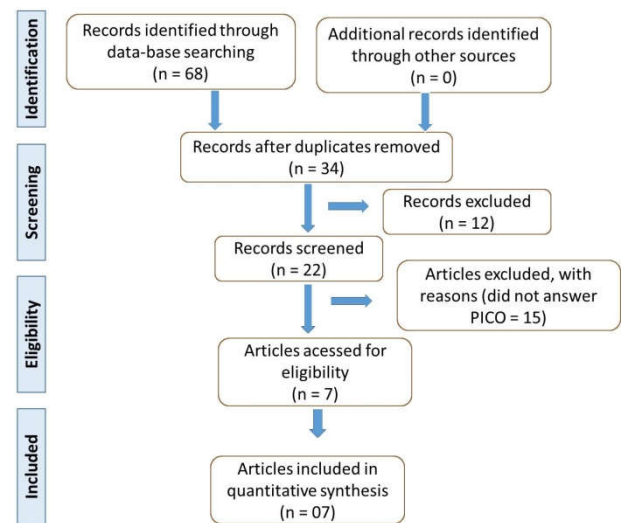 Identification
Records identified through
data-base searching
(n = 68)
Additional records identified
through other sources
(n = 0)
Records after duplicates removed
(n = 34)
Screening
Records excluded
(n = 12)
Records screened
(n = 22)
Articles excluded, with
reasons (did not answer
PICO = 15)
Eligibility
Articles acessed for
eligibility
(n = 7)
Included
Articles included in
quantitative synthesis
(n = 07)